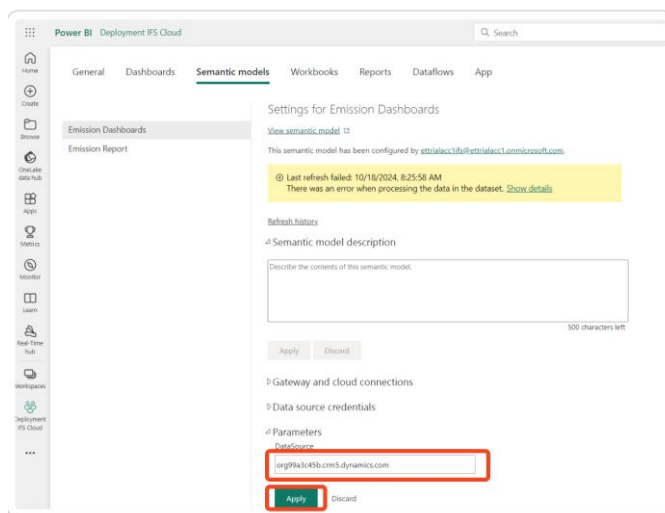 Power BI Deployment IFS Cloud
Search
Home
Create
Browse
OneLake
data hub
Apps
Metrics
Monitor
Learn
Real-Time
hub
Workspaces
Deployment
IFS Cloud
General Dashboards Semantic models Workbooks Reports Dataflows App
Emission Dashboards
Emission Report
Settings for Emission Dashboards
View semantic model
This semantic model has been configured by ettrialacc1ifs@ettrialacc1.onmicrosoft.com.
Last refresh failed: 10/18/2024, 8:25:58 AM
There was an error when processing the data in the dataset. Show details
Refresh history
Semantic model description
Describe the contents of this semantic model.
500 characters left
Apply Discard
Gateway and cloud connections
Data source credentials
Parameters
DataSource
org99a3c45b.crm5.dynamics.com
Apply Discard